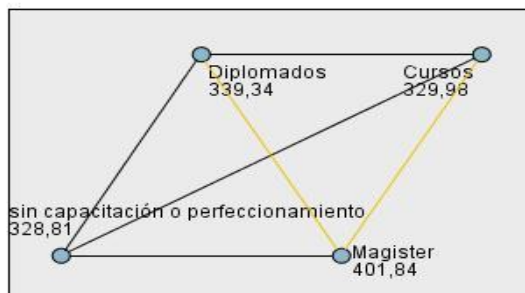 Diplomados
339,34
Cursos
329,98
sin capacitación o perfeccionamiento
328,81
Magister
401,84